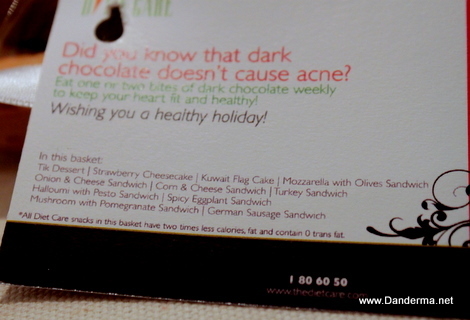 DIET CARE
Did you know that dark
chocolate doesn't cause acne?
Eat one or two bites of dark chocolate weekly
to keep your heart fit and healthy!
Wishing you a healthy holiday!
In this basket:
Tik Dessert | Strawberry Cheesecake | Kuwait Flag Cake | Mozzarella with Olives Sandwich
Onion & Cheese Sandwich | Corn & Cheese Sandwich | Turkey Sandwich
Halloumi with Pesto Sandwich | Spicy Eggplant Sandwich
Mushroom with Pomegranate Sandwich | German Sausage Sandwich
*All Diet Care snacks in this basket have two times less calories, fat and contain 0 trans fat.
1 80 60 50
www.thedietcare.com
www.Danderma.net